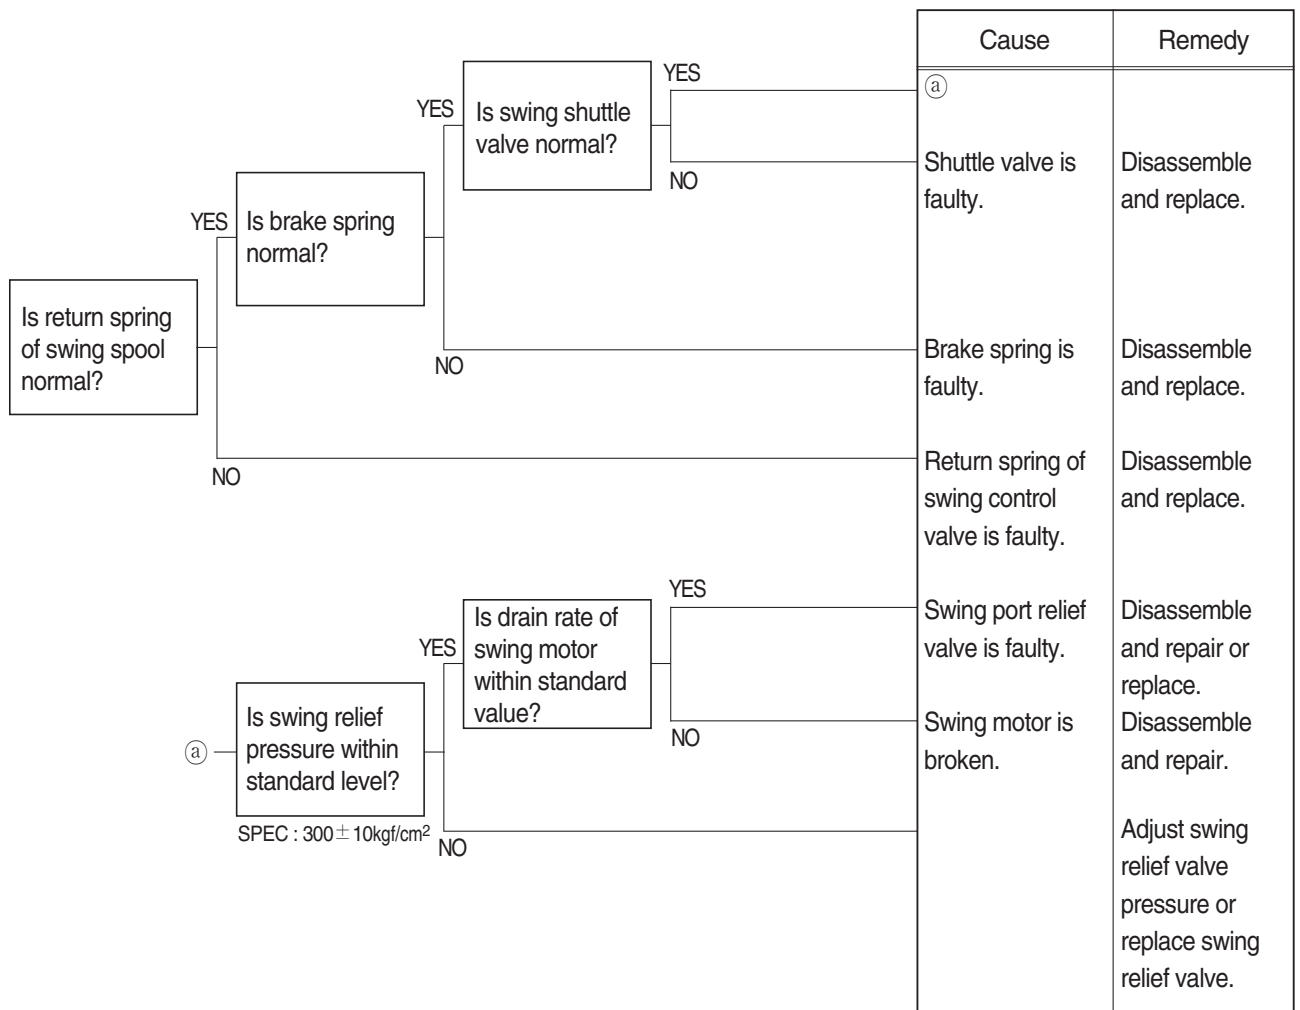 Cause
Remedy
YES
ⓐ
YES
Is swing shuttle
valve normal?
NO
Shuttle valve is
faulty.
Disassemble
and replace.
YES
Is brake spring
normal?
Is return spring
of swing spool
normal?
NO
Brake spring is
faulty.
Disassemble
and replace.
NO
Return spring of
swing control
valve is faulty.
Disassemble
and replace.
YES
Swing port relief
valve is faulty.
Disassemble
and repair or
replace.
YES
Is drain rate of
swing motor
within standard
value?
NO
Swing motor is
broken.
Disassemble
and repair.
ⓐ
Is swing relief
pressure within
standard level?
SPEC : 300±10kgf/cm²
NO
Adjust swing
relief valve
pressure or
replace swing
relief valve.